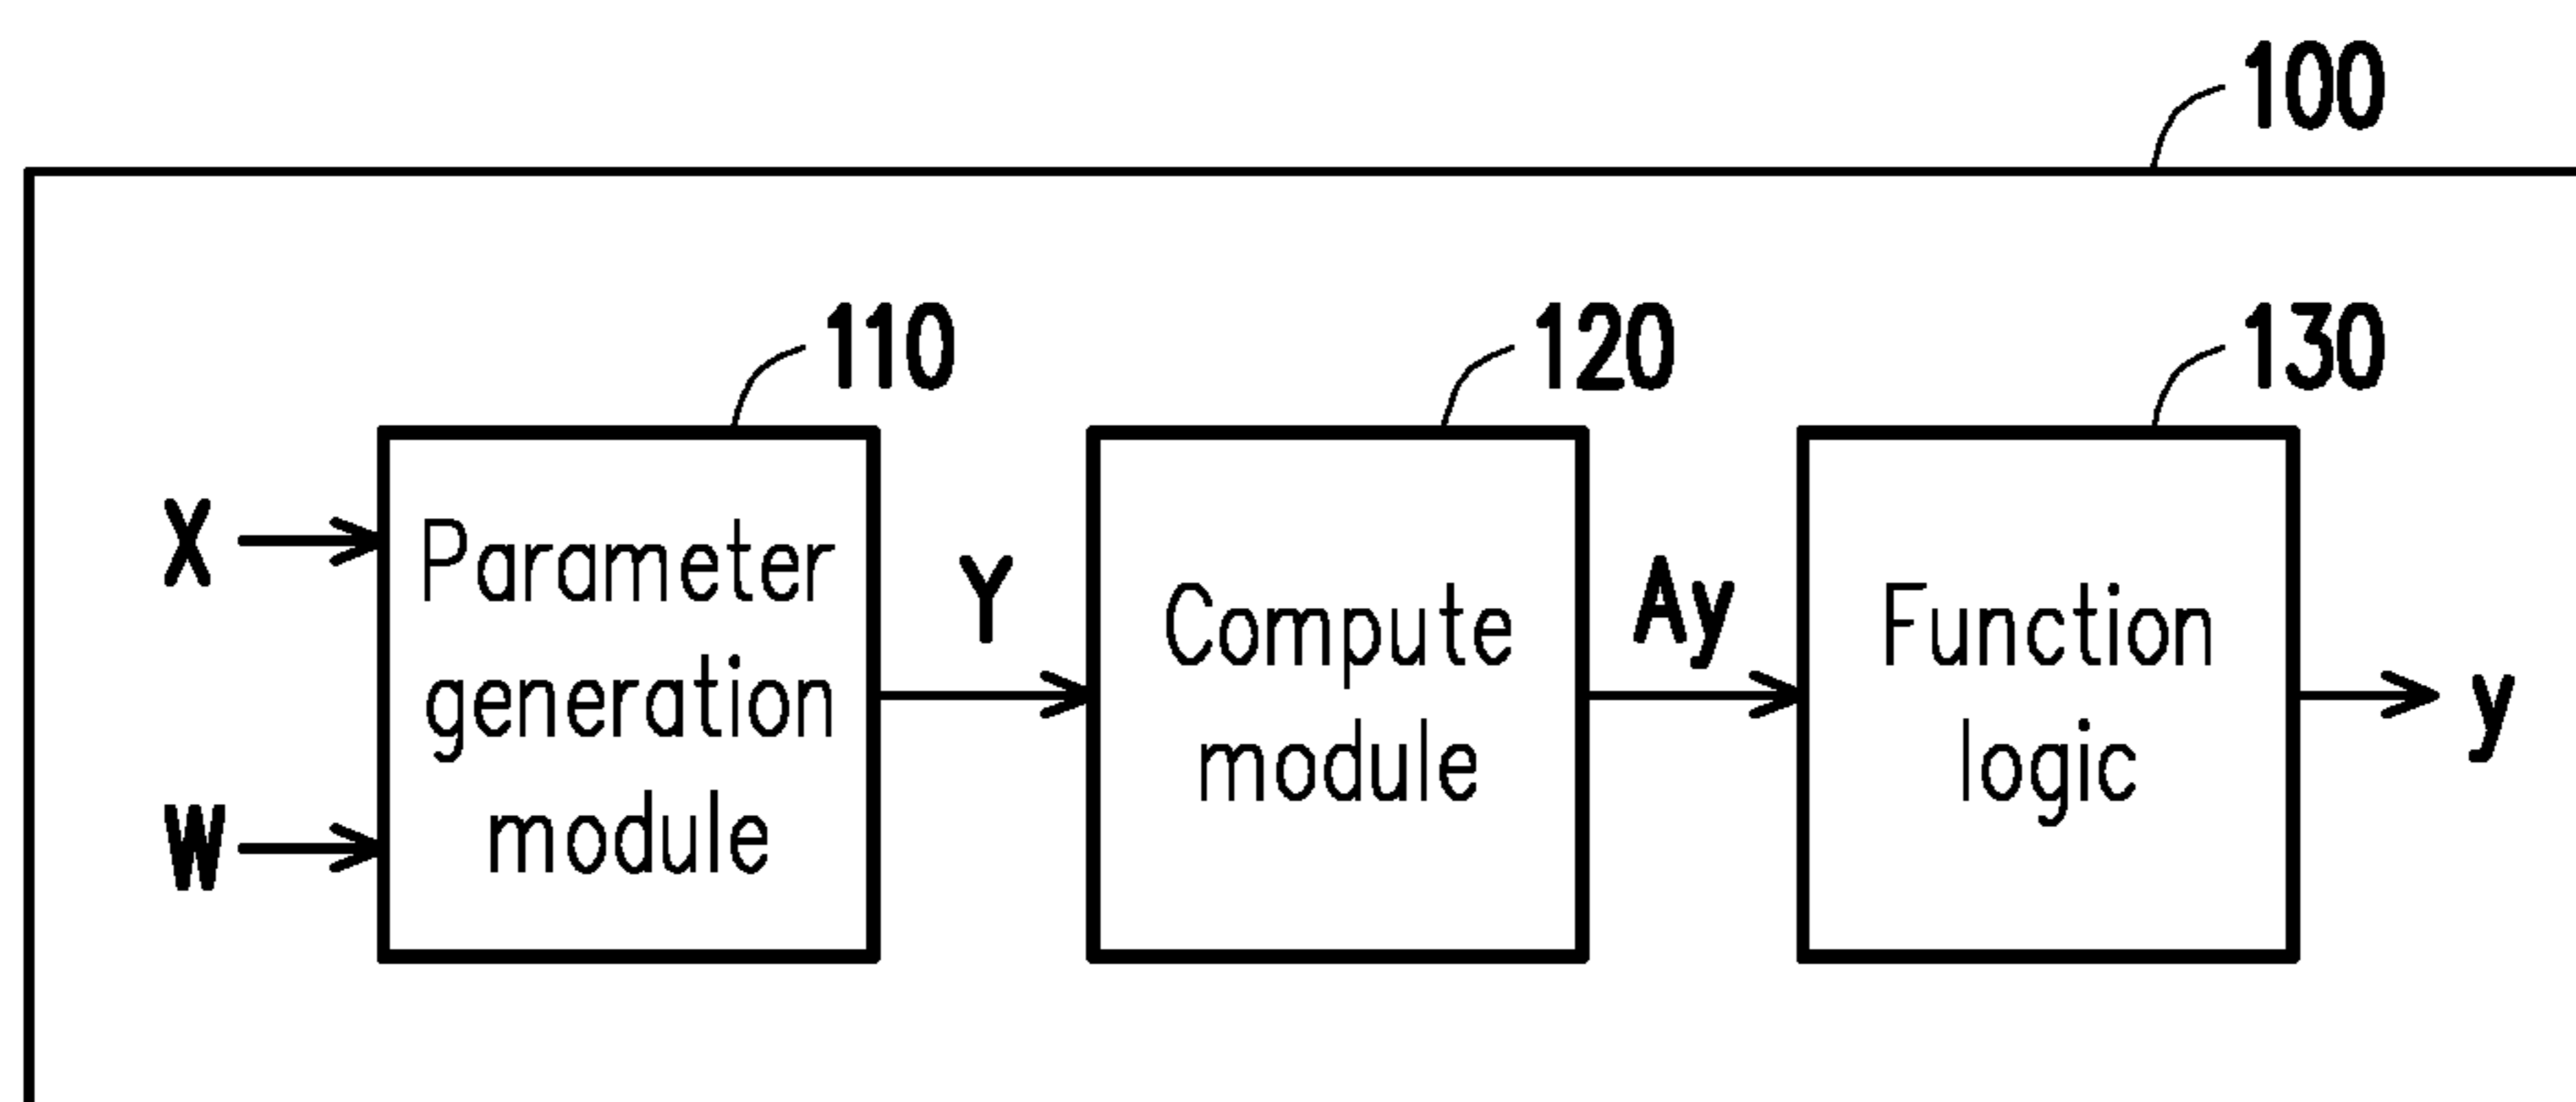 100
110
120
130
X
W
Parameter
generation
module
Y
Compute
module
Ay
Function
logic
y